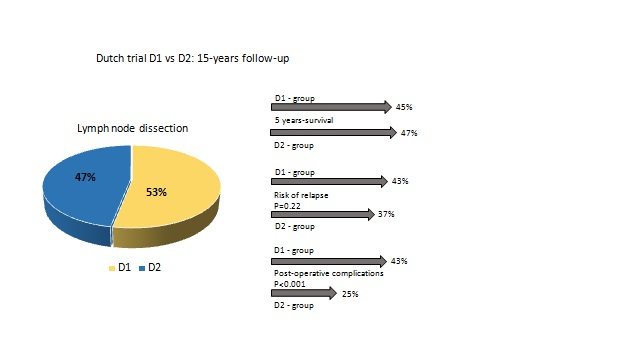 Dutch trial D1 vs D2: 15-years follow-up
Lymph node dissection
47%
53%
D1 D2
D1 - group
45%
5 years-survival
47%
D2 - group
D1 - group
43%
Risk of relapse
P=0.22
37%
D2 - group
D1 - group
43%
Post-operative complications
P<0.001
25%
D2 - group